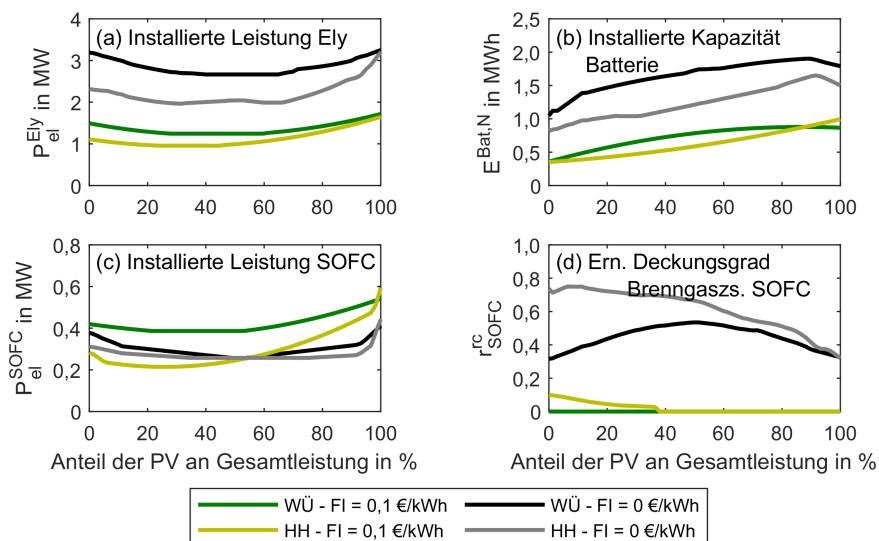 (a) Installierte Leistung Ely
P_el^Ely in MW
4
3
2
1
0
0 20 40 60 80 100
(b) Installierte Kapazität
Batterie
E^Bat,N in MWh
2,5
2,0
1,5
1,0
0,5
0
0 20 40 60 80 100
(c) Installierte Leistung SOFC
P_el^SOFC in MW
0,8
0,6
0,4
0,2
0
0 20 40 60 80 100
Anteil der PV an Gesamtleistung in %
(d) Ern. Deckungsgrad
Brenngaszs. SOFC
r_SOFC^rc
1,0
0,8
0,6
0,4
0,2
0,0
0 20 40 60 80 100
Anteil der PV an Gesamtleistung in %
WÜ - FI = 0,1 €/kWh WÜ - FI = 0 €/kWh
HH - FI = 0,1 €/kWh HH - FI = 0 €/kWh